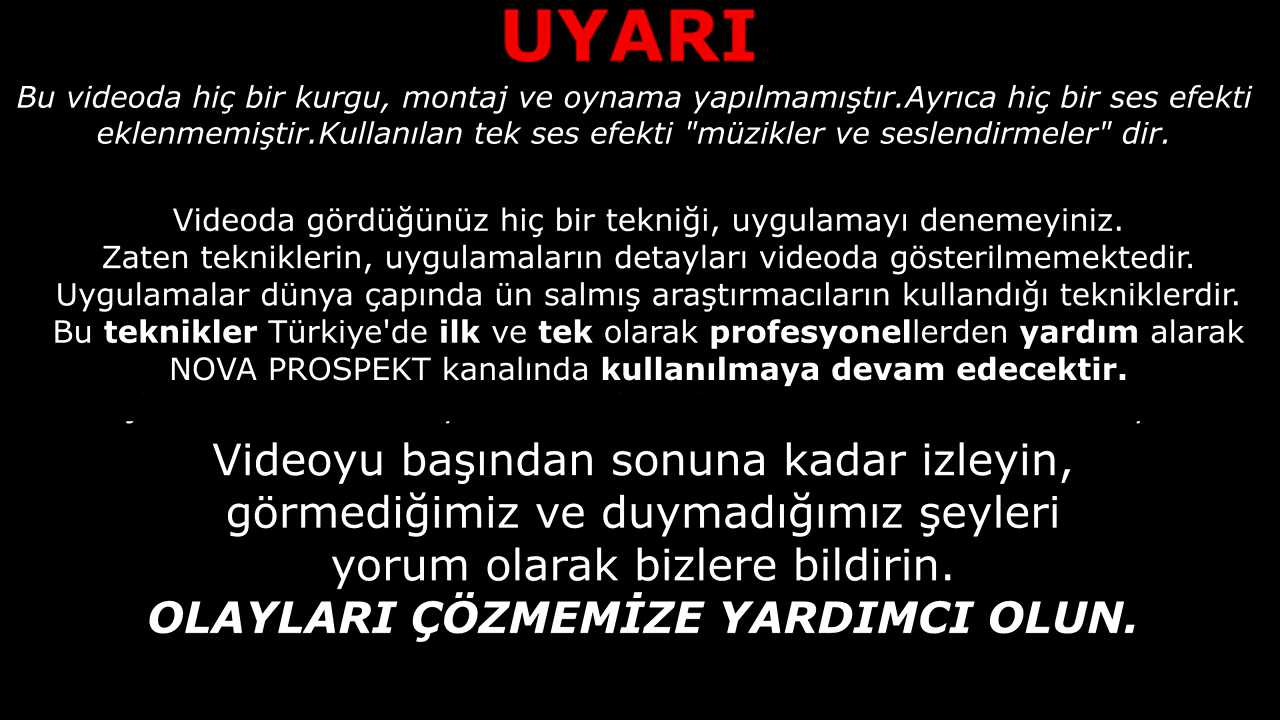 UYARI
Bu videoda hiç bir kurgu, montaj ve oynama yapılmamıştır.Ayrıca hiç bir ses efekti
eklenmemiştir.Kullanılan tek ses efekti "müzikler ve seslendirmeler" dir.
Videoda gördüğünüz hiç bir tekniği, uygulamayı denemeyiniz.
Zaten tekniklerin, uygulamaların detayları videoda gösterilmemektedir.
Uygulamalar dünya çapında ün salmış araştırmacıların kullandığı tekniklerdir.
Bu teknikler Türkiye'de ilk ve tek olarak profesyonellerden yardım alarak
NOVA PROSPEKT kanalında kullanılmaya devam edecektir.
Videoyu başından sonuna kadar izleyin,
görmediğimiz ve duymadığımız şeyleri
yorum olarak bizlere bildirin.
OLAYLARI ÇÖZMEMİZE YARDIMCI OLUN.